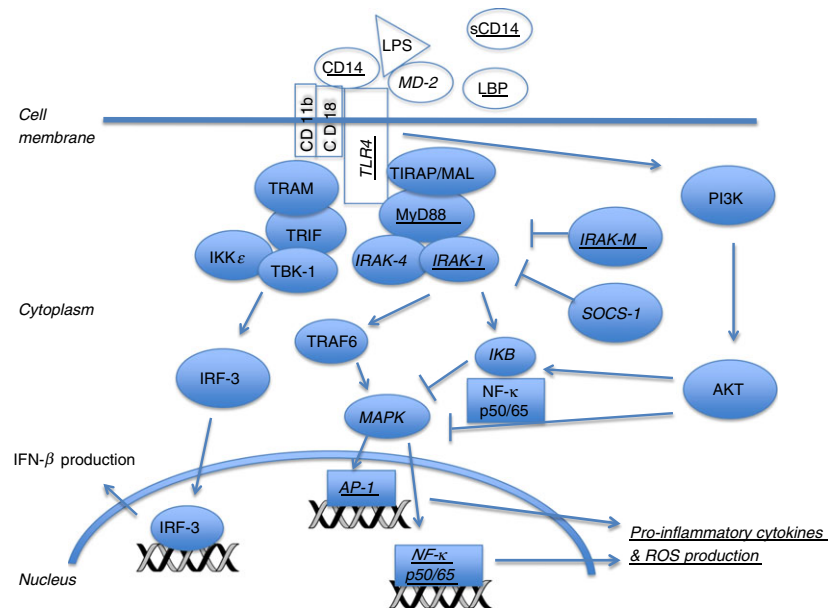 LPS
sCD14
CD14
MD-2
LBP
Cell
membrane
CD 11b
C D 18
TLR4
TRAM
TIRAP/MAL
PI3K
MyD88
TRIF
IRAK-M
IKKε
TBK-1
IRAK-4
IRAK-1
Cytoplasm
SOCS-1
TRAF6
IKB
IRF-3
AKT
NF-κ
p50/65
MAPK
IFN-β production
AP-1
IRF-3
Pro-inflammatory cytokines
& ROS production
NF-κ
p50/65
Nucleus